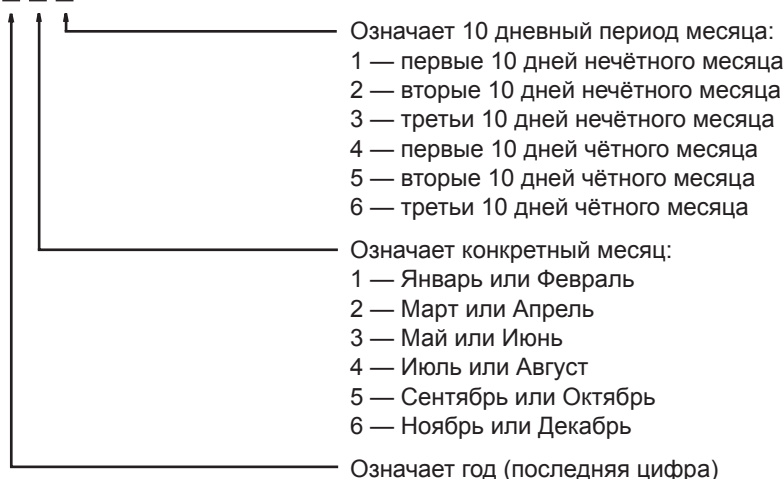 Означает 10 дневный период месяца:
1 — первые 10 дней нечётного месяца
2 — вторые 10 дней нечётного месяца
3 — третьи 10 дней нечётного месяца
4 — первые 10 дней чётного месяца
5 — вторые 10 дней чётного месяца
6 — третьи 10 дней чётного месяца
Означает конкретный месяц:
1 — Январь или Февраль
2 — Март или Апрель
3 — Май или Июнь
4 — Июль или Август
5 — Сентябрь или Октябрь
6 — Ноябрь или Декабрь
Означает год (последняя цифра)